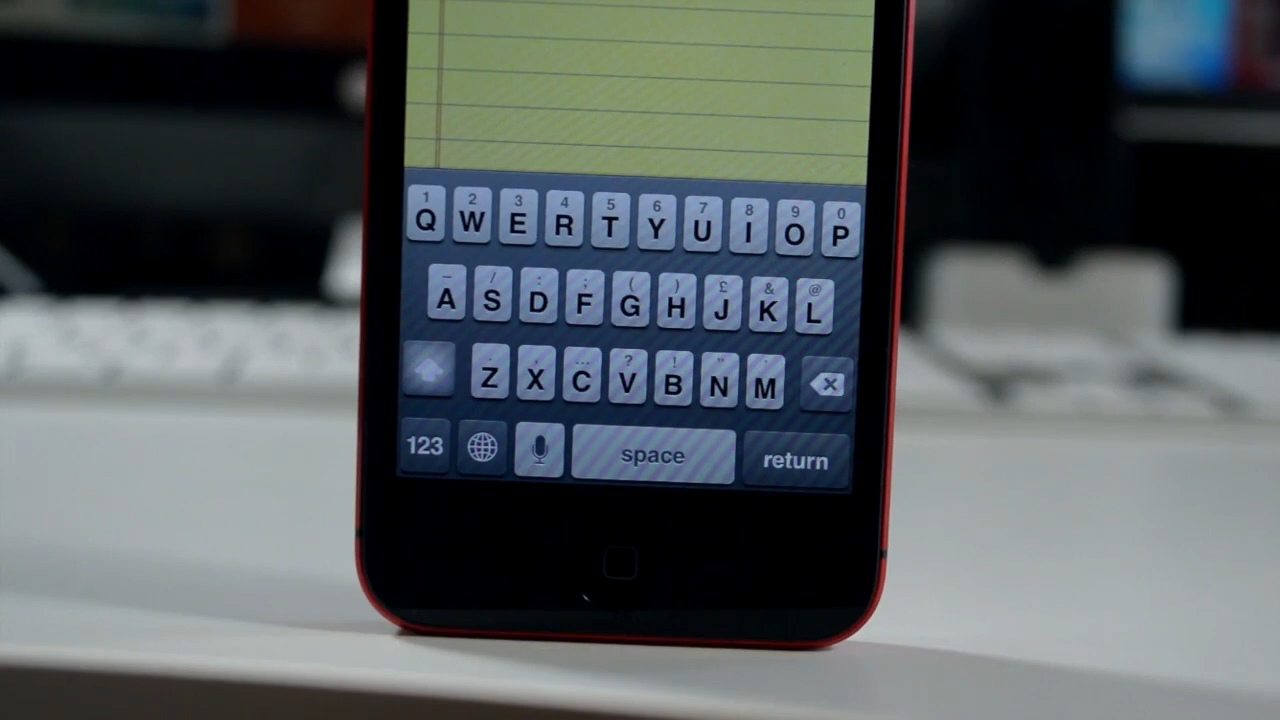 1 2 3 4 5 6 7 8 9 0
Q W E R T Y U I O P
– / : ; ( ) £ & @
A S D F G H J K L
. , ... ? ! " '
Z X C V B N M
123 space return